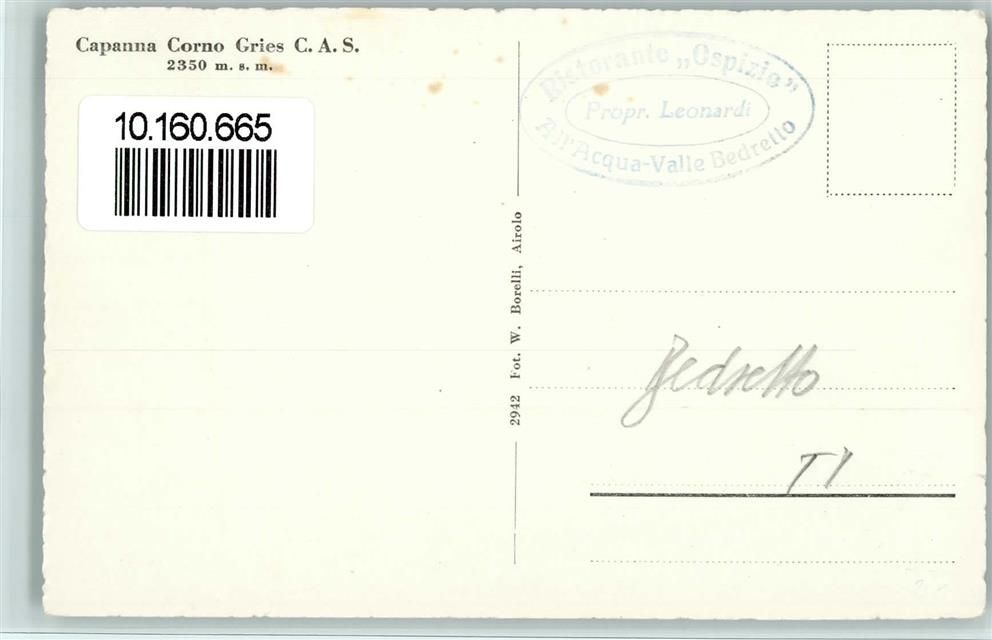 Capanna Corno Gries C. A. S.
2350 m. s. m.
10.160.665
Ristorante „Ospizio”
Propr. Leonardi
All'Acqua-Valle Bedretto
2942 Fot. W. Borelli, Airolo
Bedretto
TI